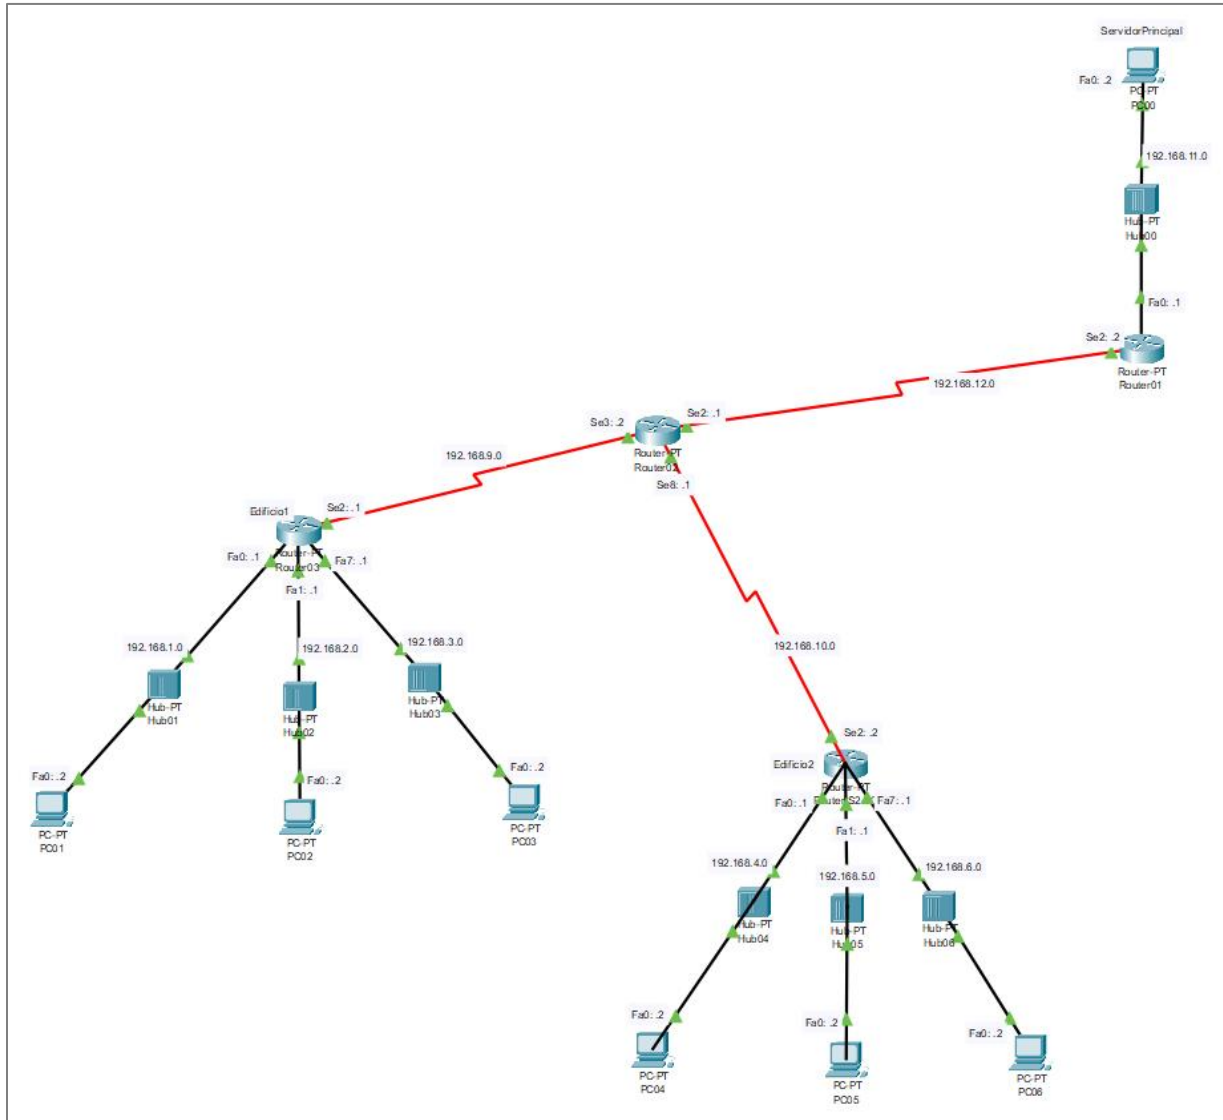 ServidorPrincipal
Fa0: .2
PC-PT
PC00
192.168.11.0
Hub-PT
Hub00
Fa0: .1
Se2: .2
Router-PT
Router01
192.168.12.0
Se2: .1
Se3: .2
Router-PT
Router02
192.168.9.0
Se8: .1
Edificio1
Se2: .1
Router-PT
Router03
Fa0: .1
Fa7: .1
Fa1: .1
192.168.1.0
192.168.2.0
192.168.3.0
Hub-PT
Hub01
Hub-PT
Hub02
Hub-PT
Hub03
192.168.10.0
Fa0: .2
Fa0: .2
Fa0: .2
PC-PT
PC01
PC-PT
PC02
PC-PT
PC03
Se2: .2
Edificio2
Router-PT
Fa0: .1
Fa7: .1
Fa1: .1
192.168.4.0
192.168.5.0
192.168.6.0
Hub-PT
Hub04
Hub-PT
Hub05
Hub-PT
Hub06
Fa0: .2
Fa0: .2
Fa0: .2
PC-PT
PC04
PC-PT
PC05
PC-PT
PC06